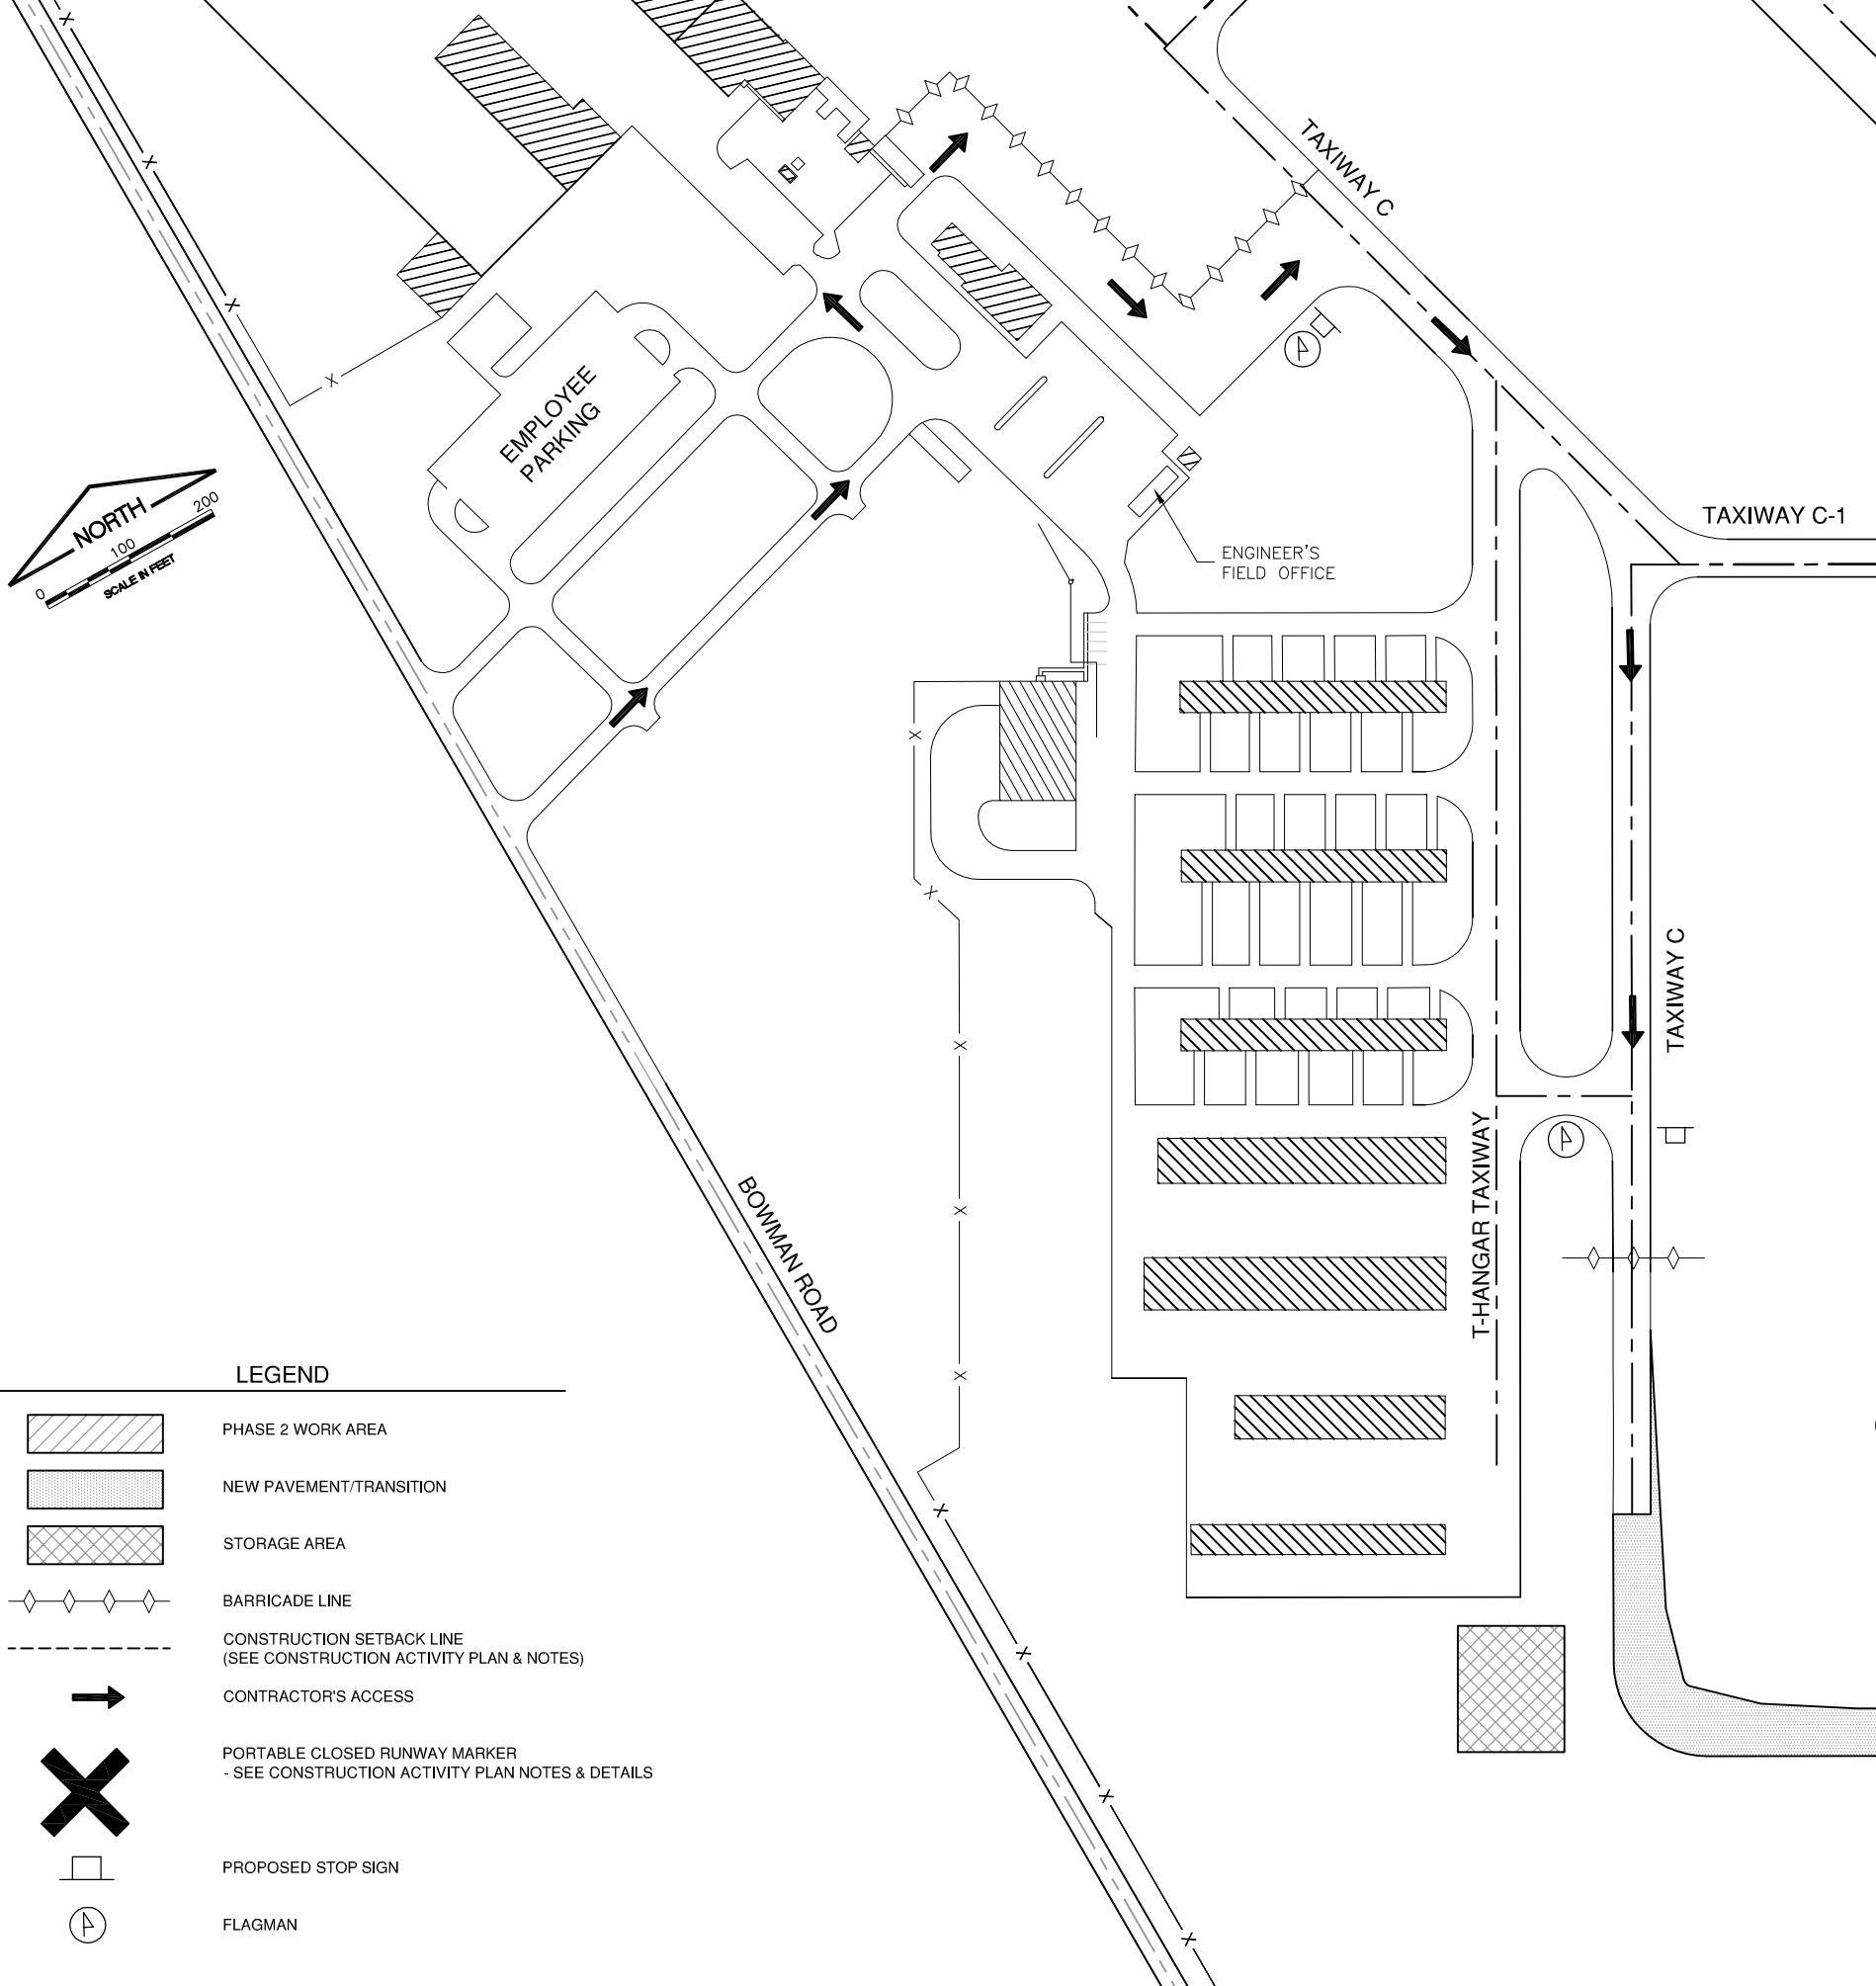 TAXIWAY C
EMPLOYEE
PARKING
NORTH
0
100
200
SCALE IN FEET
TAXIWAY C-1
ENGINEER'S
FIELD OFFICE
TAXIWAY C
T-HANGAR TAXIWAY
BOWMAN ROAD
LEGEND
PHASE 2 WORK AREA
NEW PAVEMENT/TRANSITION
STORAGE AREA
BARRICADE LINE
CONSTRUCTION SETBACK LINE
(SEE CONSTRUCTION ACTIVITY PLAN & NOTES)
CONTRACTOR'S ACCESS
PORTABLE CLOSED RUNWAY MARKER
- SEE CONSTRUCTION ACTIVITY PLAN NOTES & DETAILS
PROPOSED STOP SIGN
FLAGMAN